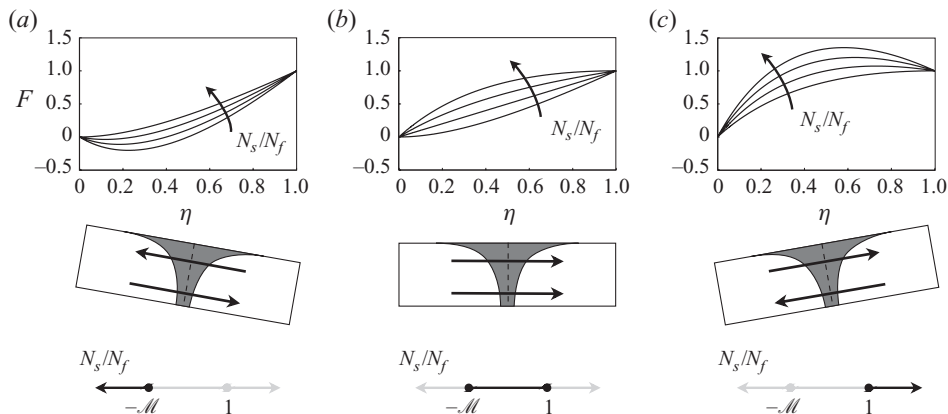 (a) (b) (c)
1.5 1.5 1.5
1.0 1.0 1.0
F
0.5 0.5 0.5
N_s/N_f N_s/N_f N_s/N_f
0 0 0
–0.5 –0.5 –0.5
0 0.2 0.4 0.6 0.8 1.0 0 0.2 0.4 0.6 0.8 1.0 0 0.2 0.4 0.6 0.8 1.0
η η η
N_s/N_f N_s/N_f N_s/N_f
–ℳ 1 –ℳ 1 –ℳ 1